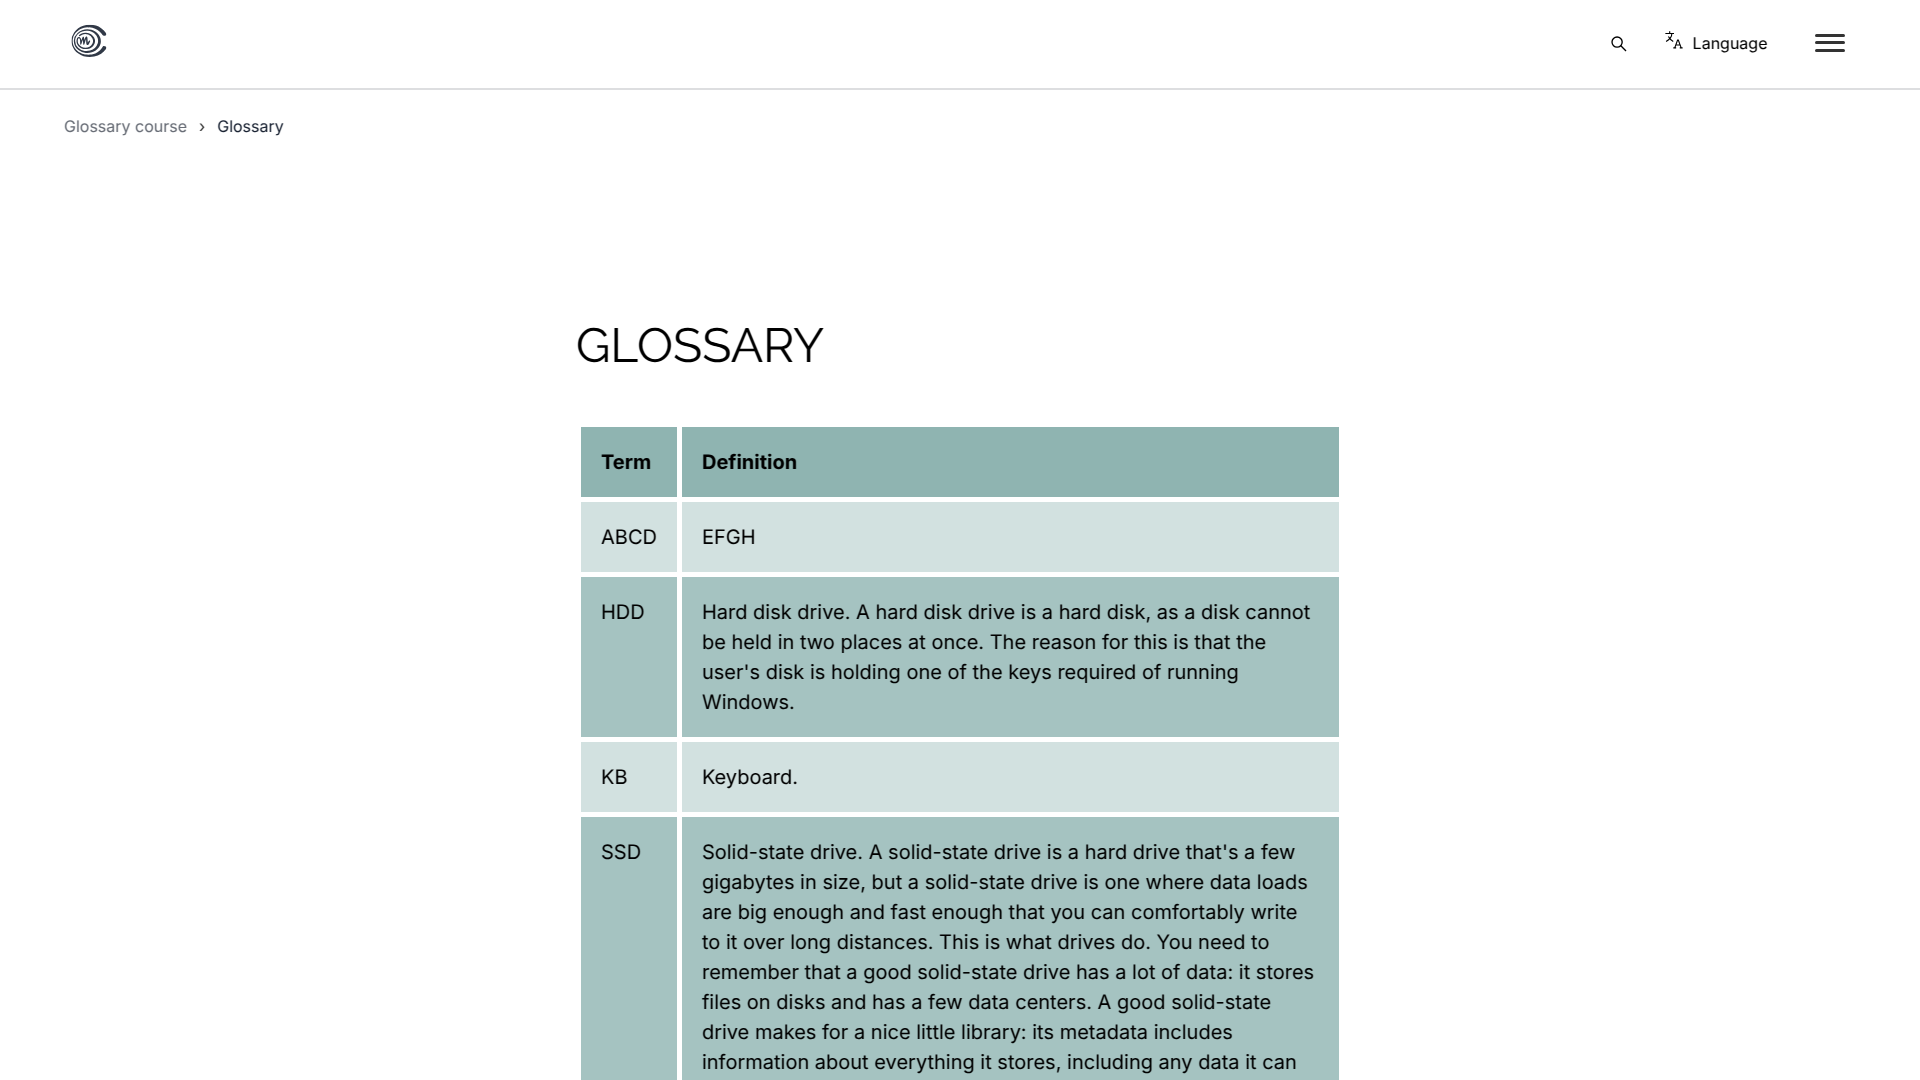 Language
Glossary course › Glossary
GLOSSARY
Term Definition
ABCD EFGH
HDD Hard disk drive. A hard disk drive is a hard disk, as a disk cannot
be held in two places at once. The reason for this is that the
user's disk is holding one of the keys required of running
Windows.
KB Keyboard.
SSD Solid-state drive. A solid-state drive is a hard drive that's a few
gigabytes in size, but a solid-state drive is one where data loads
are big enough and fast enough that you can comfortably write
to it over long distances. This is what drives do. You need to
remember that a good solid-state drive has a lot of data: it stores
files on disks and has a few data centers. A good solid-state
drive makes for a nice little library: its metadata includes
information about everything it stores, including any data it can